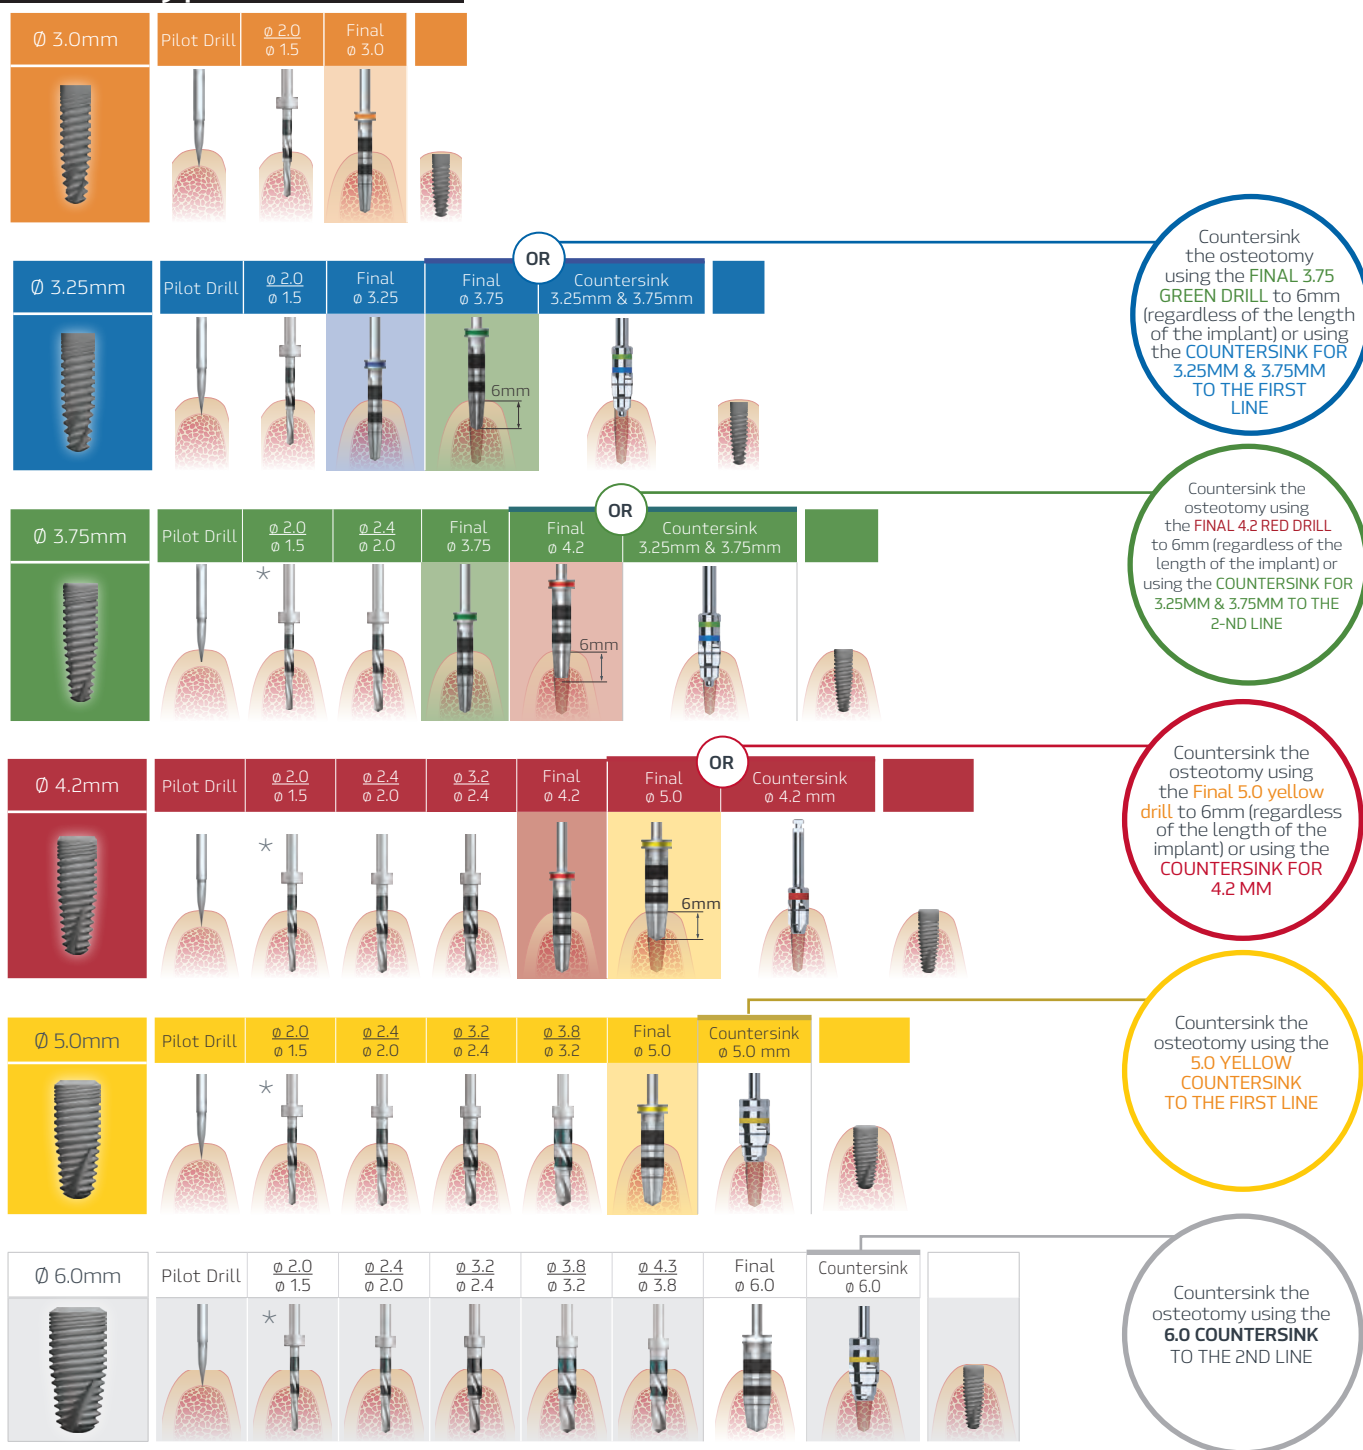 Ø 3.0mm
Pilot Drill
ø 2.0
ø 1.5
Final
ø 3.0
OR
Ø 3.25mm
Pilot Drill
ø 2.0
ø 1.5
Final
ø 3.25
Final
ø 3.75
Countersink
3.25mm & 3.75mm
6mm
Countersink
the osteotomy
using the FINAL 3.75
GREEN DRILL to 6mm
(regardless of the length
of the implant) or using
the COUNTERSINK FOR
3.25MM & 3.75MM
TO THE FIRST
LINE
OR
Ø 3.75mm
Pilot Drill
ø 2.0
ø 1.5
ø 2.4
ø 2.0
Final
ø 3.75
Final
ø 4.2
Countersink
3.25mm & 3.75mm
*
6mm
Countersink the
osteotomy using
the FINAL 4.2 RED DRILL
to 6mm (regardless of the
length of the implant) or
using the COUNTERSINK FOR
3.25MM & 3.75MM TO THE
2-ND LINE
OR
Ø 4.2mm
Pilot Drill
ø 2.0
ø 1.5
ø 2.4
ø 2.0
ø 3.2
ø 2.4
Final
ø 4.2
Final
ø 5.0
Countersink
ø 4.2 mm
*
6mm
Countersink the
osteotomy using
the Final 5.0 yellow
drill to 6mm (regardless
of the length of the
implant) or using the
COUNTERSINK FOR
4.2 MM
Ø 5.0mm
Pilot Drill
ø 2.0
ø 1.5
ø 2.4
ø 2.0
ø 3.2
ø 2.4
ø 3.8
ø 3.2
Final
ø 5.0
Countersink
ø 5.0 mm
*
Countersink the
osteotomy using the
5.0 YELLOW
COUNTERSINK
TO THE FIRST LINE
Ø 6.0mm
Pilot Drill
ø 2.0
ø 1.5
ø 2.4
ø 2.0
ø 3.2
ø 2.4
ø 3.8
ø 3.2
ø 4.3
ø 3.8
Final
ø 6.0
Countersink
ø 6.0
*
Countersink the
osteotomy using the
6.0 COUNTERSINK
TO THE 2ND LINE